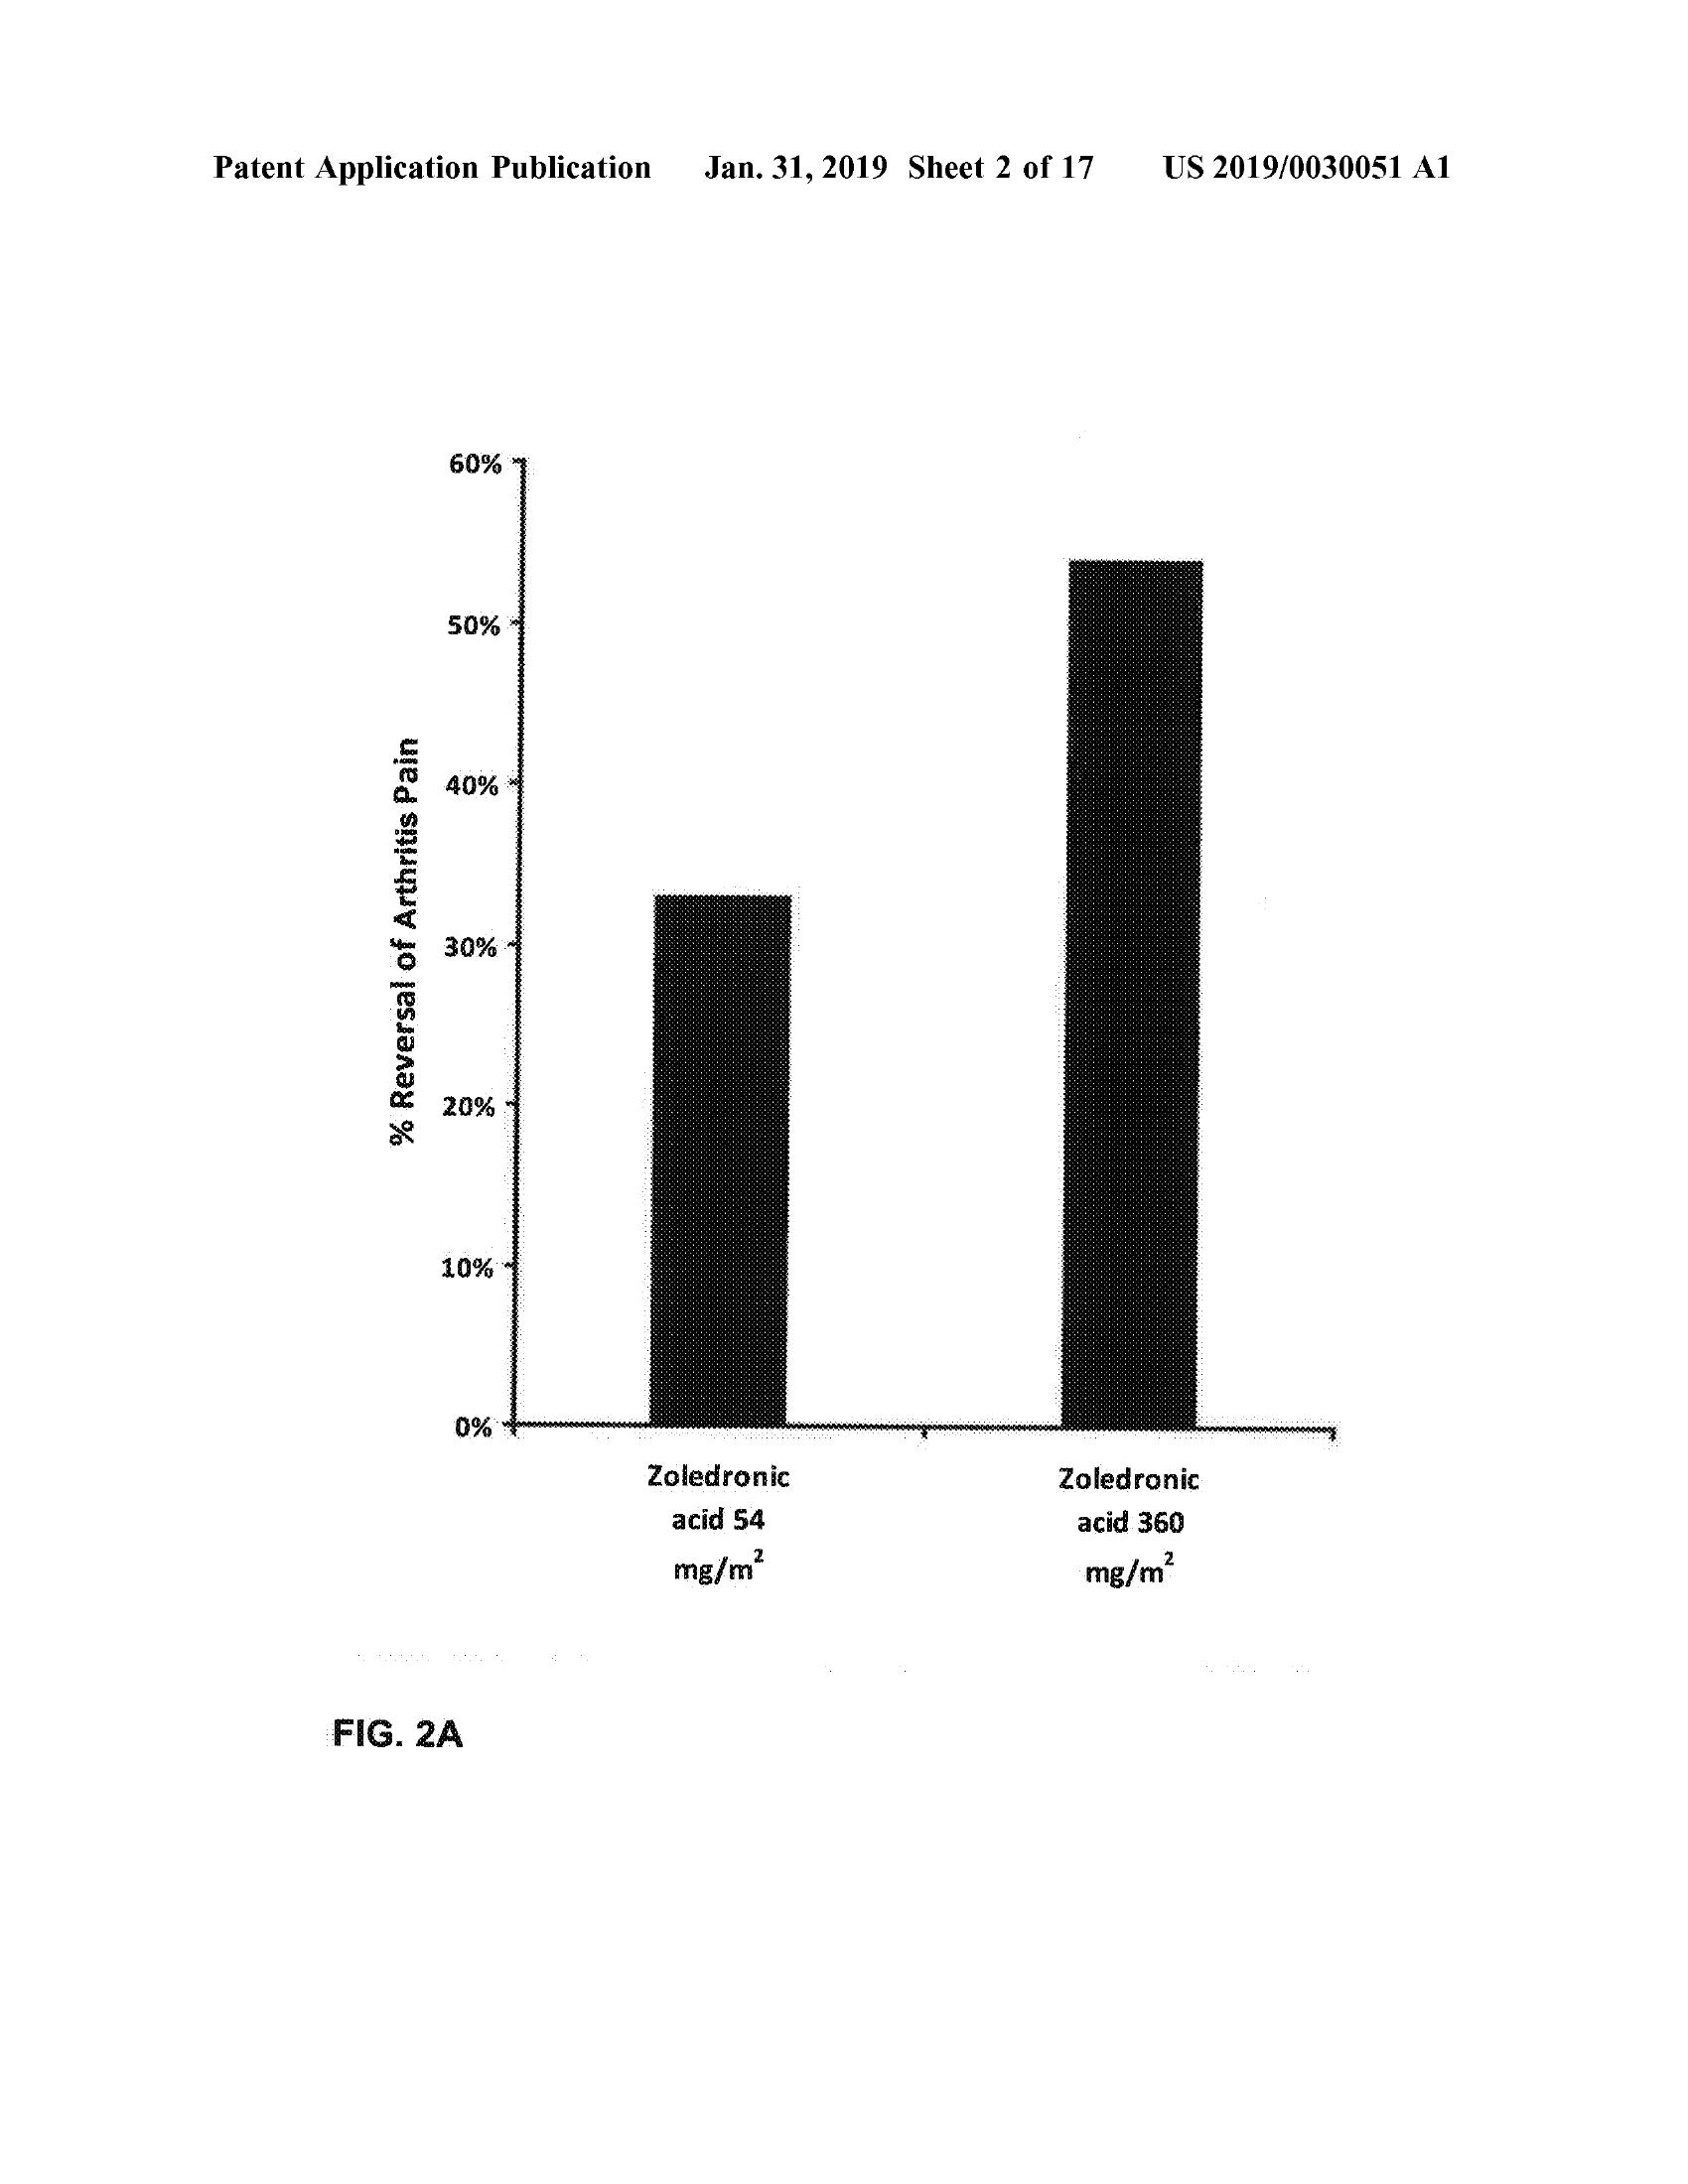 Patent Application Publication Jan. 31, 2019 Sheet 2 of 17 US 2019/0030051 A1
60%
50%
40%
30%
20%
10%
0%
% Reversal of Arthritis Pain
Zoledronic
acid 54
mg/m²
Zoledronic
acid 360
mg/m²
FIG. 2A